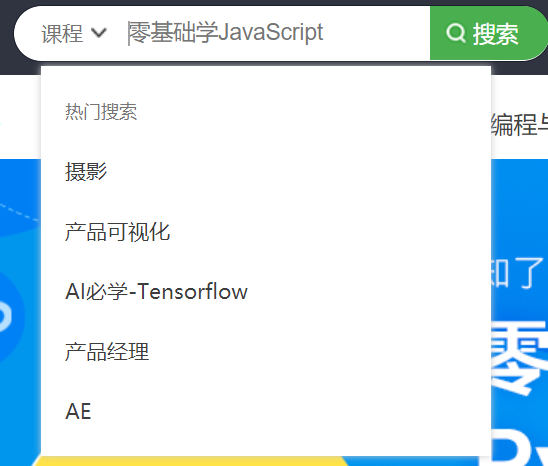 课程 零基础学JavaScript 搜索
热门搜索
编程与
摄影
产品可视化
知了
AI必学-Tensorflow
零
产品经理
AE
Py